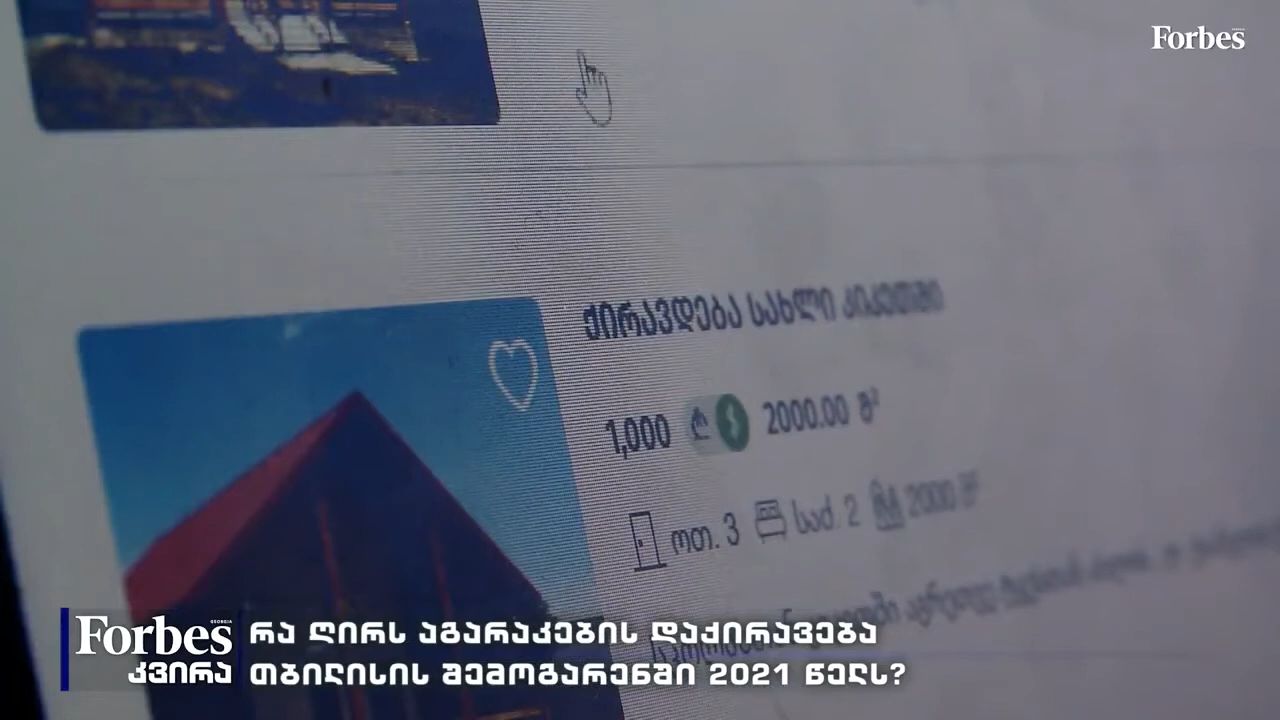 Forbes
ქირავდება სახლი კიკეთში
1,000 ₾ $ 2000.00 მ²
ოთ. 3 საძ. 2 2000 მ²
Forbes
GEORGIA
კვირა
რა ღირს აგარაკების დაქირავება
თბილისის შემოგარენში 2021 წელს?